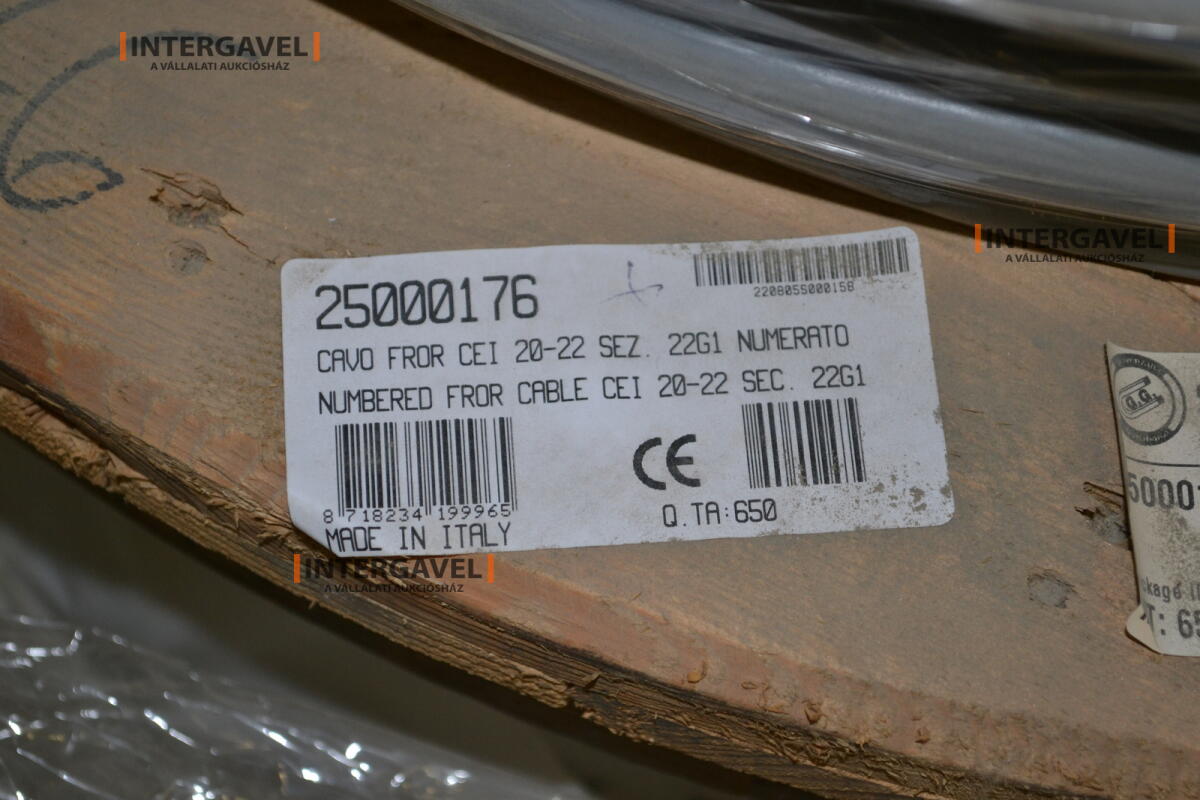 INTERGAVEL
A VÁLLALATI AUKCIÓSHÁZ
INTERGAVEL
A VÁLLALATI AUKCIÓSHÁZ
25000176
2208055000158
CAVO FROR CEI 20-22 SEZ. 22G1 NUMERATO
NUMBERED FROR CABLE CEI 20-22 SEC. 22G1
8 718234 199965
CE
Q.TA:650
MADE IN ITALY
INTERGAVEL
A VÁLLALATI AUKCIÓSHÁZ